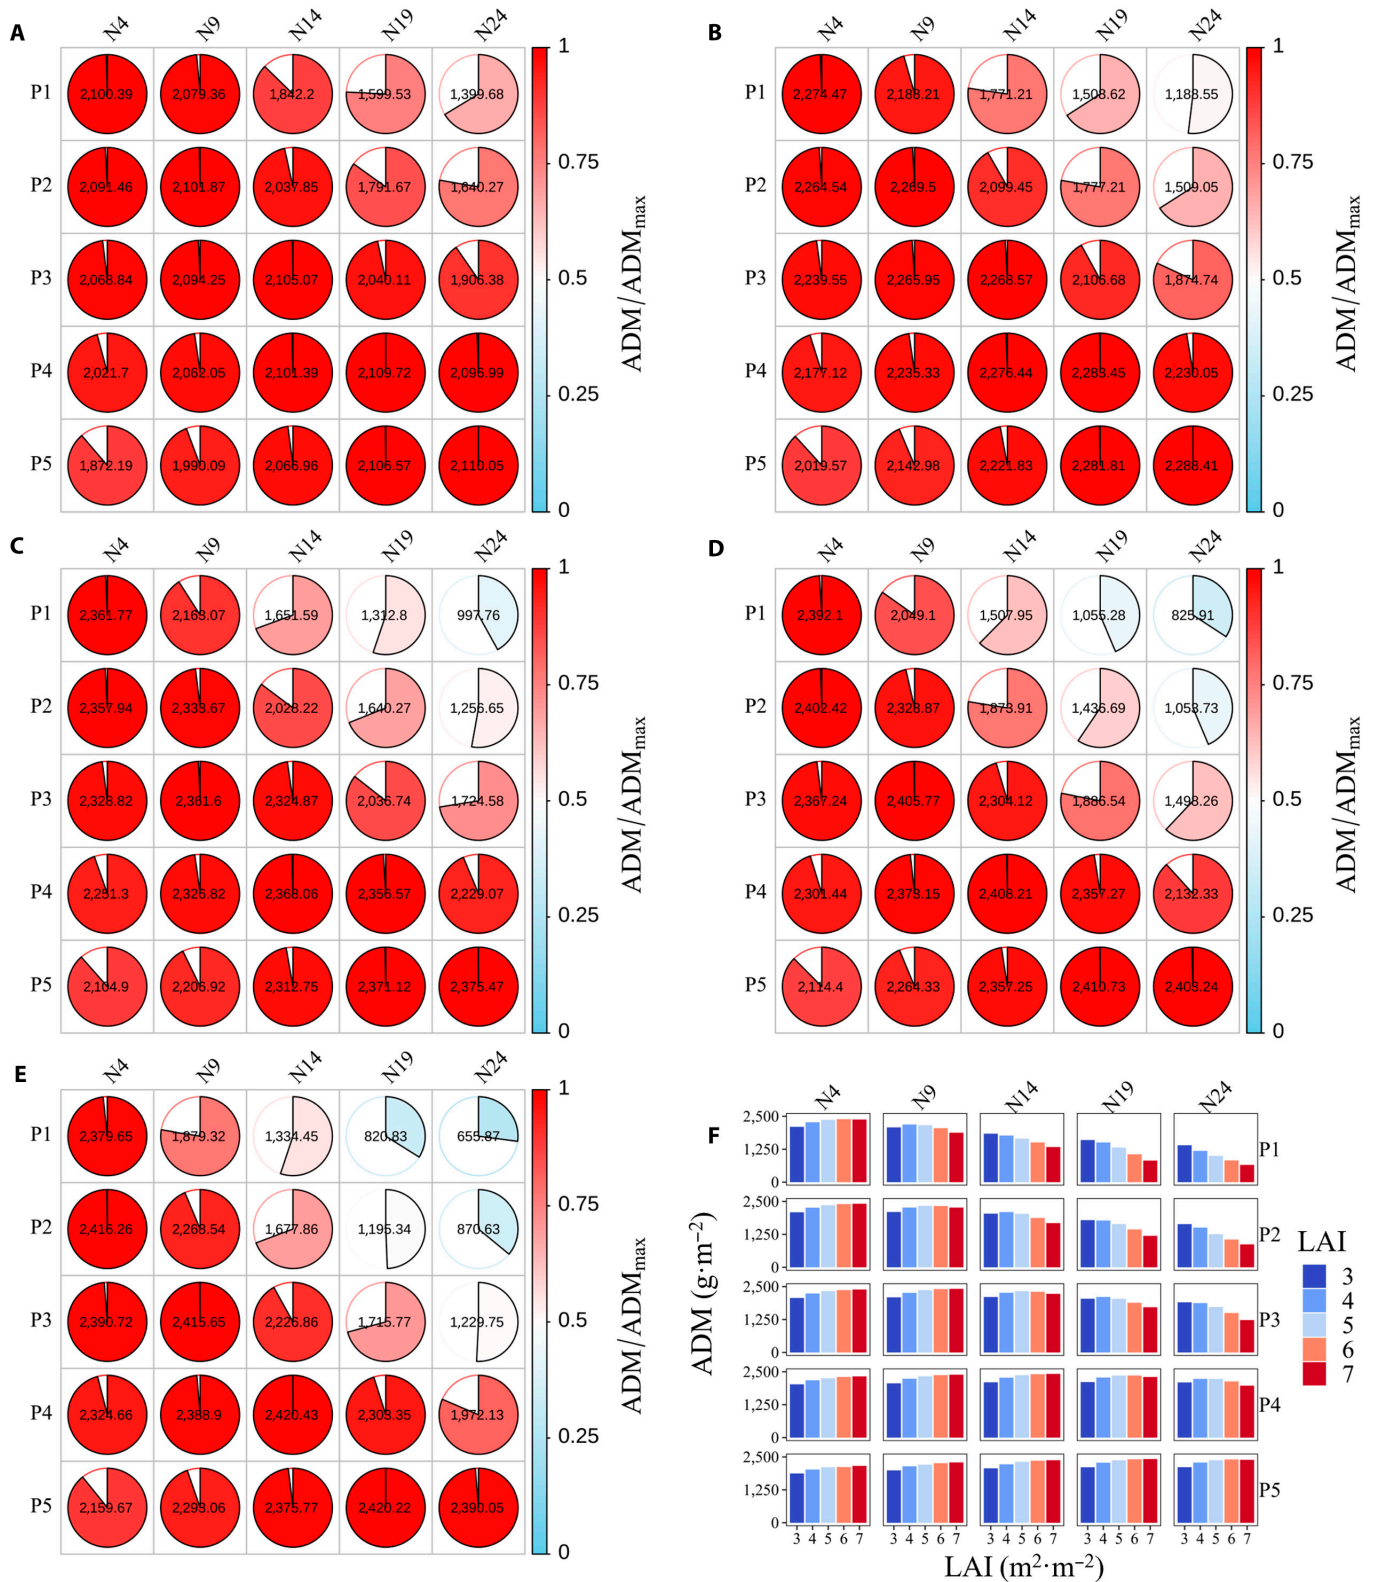 A
N4 N9 N14 N19 N24
P1 2,100.39 2,079.36 1,842.2 1,599.53 1,399.68
P2 2,091.46 2,101.87 2,037.85 1,791.67 1,640.27
P3 2,068.84 2,094.25 2,105.07 2,040.11 1,906.38
P4 2,021.7 2,062.05 2,101.39 2,109.72 2,096.99
P5 1,872.19 1,990.09 2,066.96 2,106.57 2,110.05
1
0.75
0.5
0.25
0
ADM/ADMmax
B
N4 N9 N14 N19 N24
P1 2,274.47 2,188.21 1,771.21 1,508.62 1,188.55
P2 2,264.54 2,269.5 2,099.45 1,777.21 1,509.05
P3 2,239.55 2,265.95 2,268.57 2,106.68 1,874.74
P4 2,177.12 2,235.33 2,276.44 2,283.45 2,230.05
P5 2,019.57 2,142.98 2,221.83 2,281.81 2,288.41
1
0.75
0.5
0.25
0
ADM/ADMmax
C
N4 N9 N14 N19 N24
P1 2,361.77 2,163.07 1,651.59 1,312.8 997.76
P2 2,357.94 2,333.67 2,028.22 1,640.27 1,256.65
P3 2,328.82 2,361.6 2,324.87 2,036.74 1,724.58
P4 2,251.3 2,326.82 2,368.06 2,356.57 2,229.07
P5 2,104.9 2,206.92 2,312.75 2,371.12 2,375.47
1
0.75
0.5
0.25
0
ADM/ADMmax
D
N4 N9 N14 N19 N24
P1 2,392.1 2,049.1 1,507.95 1,055.28 825.91
P2 2,402.42 2,328.87 1,873.91 1,436.69 1,053.73
P3 2,367.24 2,405.77 2,304.12 1,886.54 1,498.26
P4 2,301.44 2,373.15 2,408.21 2,357.27 2,132.33
P5 2,114.4 2,264.33 2,357.25 2,410.73 2,403.24
1
0.75
0.5
0.25
0
ADM/ADMmax
E
N4 N9 N14 N19 N24
P1 2,379.65 1,879.32 1,334.45 820.83 655.87
P2 2,416.26 2,268.54 1,677.86 1,195.34 870.63
P3 2,390.72 2,415.65 2,226.86 1,715.77 1,229.75
P4 2,324.66 2,388.9 2,420.43 2,303.35 1,972.13
P5 2,159.67 2,293.06 2,375.77 2,420.22 2,390.05
1
0.75
0.5
0.25
0
ADM/ADMmax
F
N4 N9 N14 N19 N24
2,500
1,250
0
P1
2,500
1,250
0
P2
2,500
1,250
0
P3
2,500
1,250
0
P4
2,500
1,250
0
P5
ADM (g·m−2)
3 4 5 6 7 3 4 5 6 7 3 4 5 6 7 3 4 5 6 7 3 4 5 6 7
LAI (m2·m−2)
LAI
3
4
5
6
7